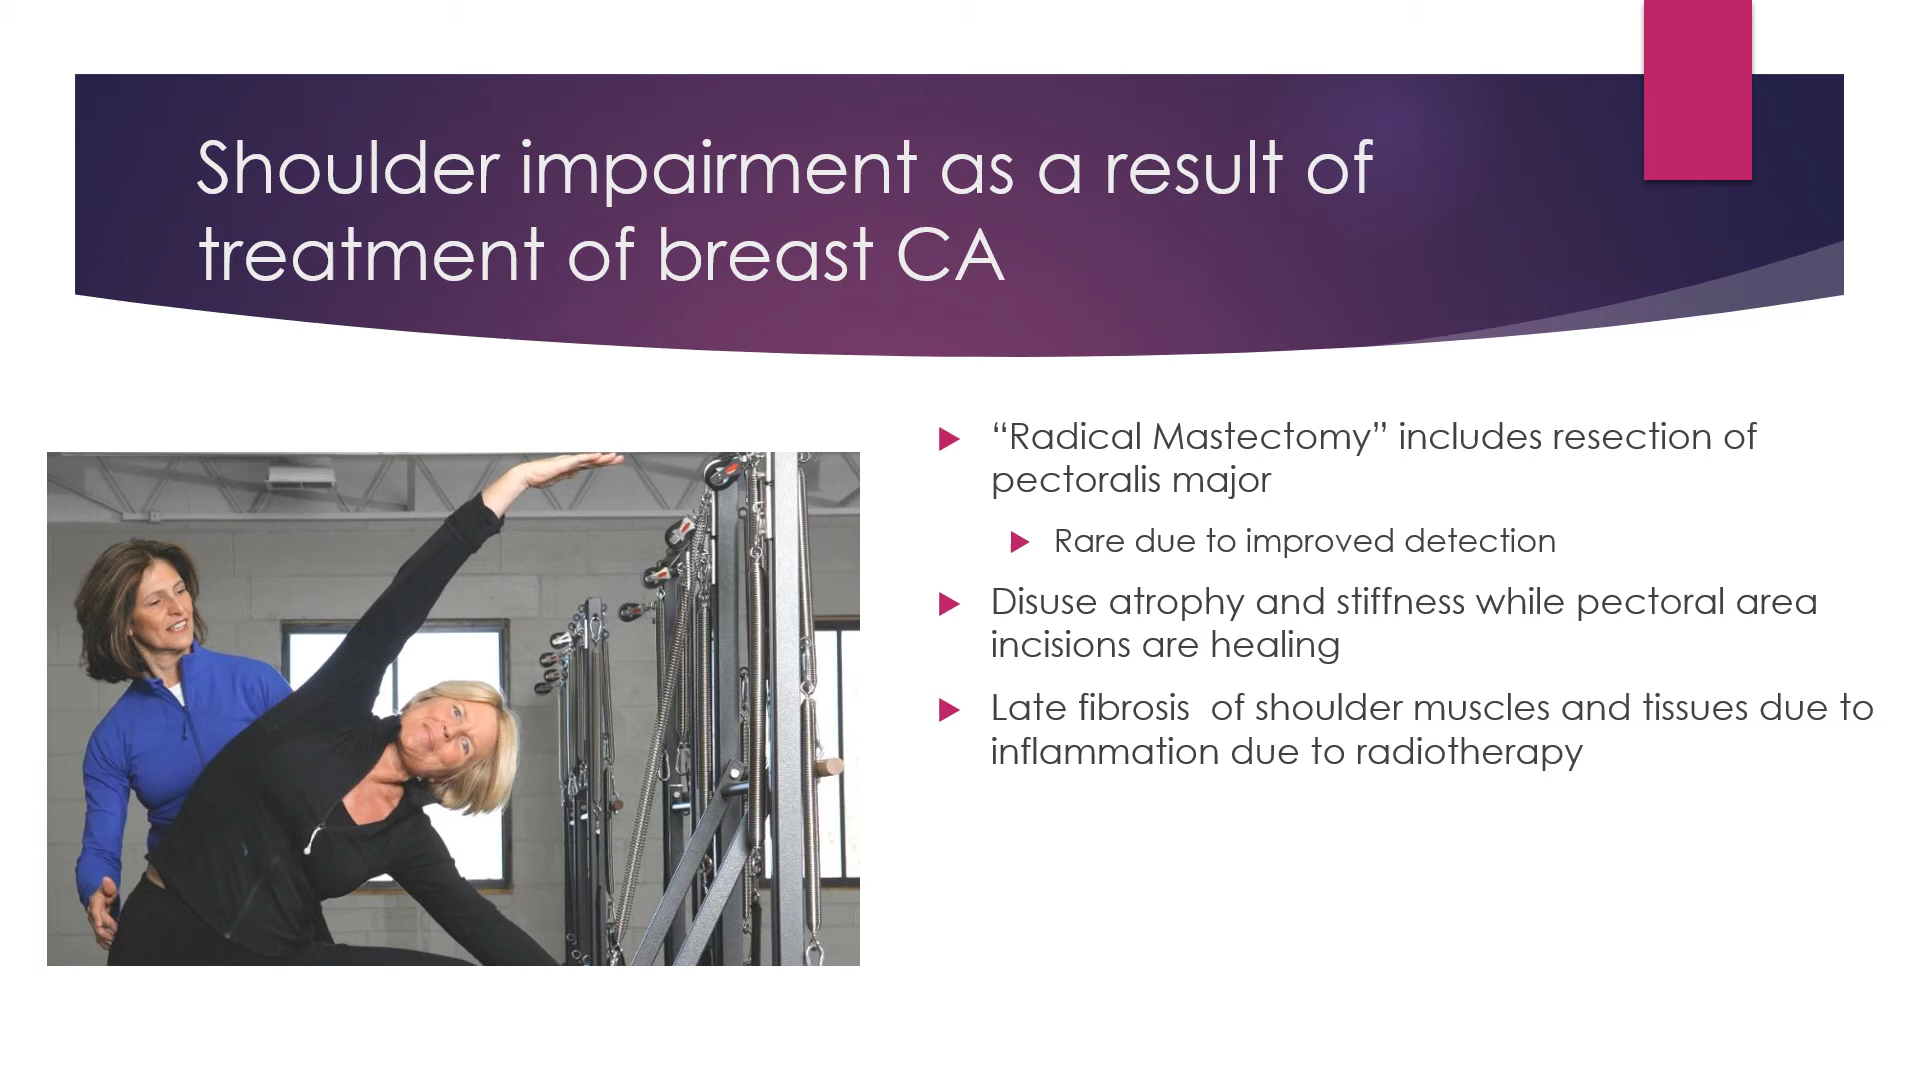 Shoulder impairment as a result of
treatment of breast CA
“Radical Mastectomy” includes resection of
pectoralis major
Rare due to improved detection
Disuse atrophy and stiffness while pectoral area
incisions are healing
Late fibrosis  of shoulder muscles and tissues due to
inflammation due to radiotherapy